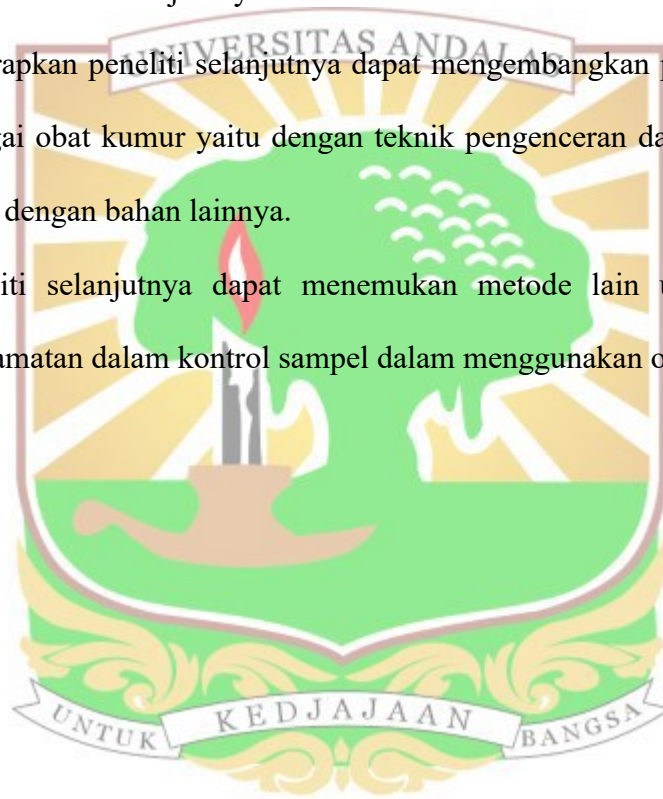 UNIVERSITAS ANDALAS
rapkan peneliti selanjutnya dapat mengembangkan
gai obat kumur yaitu dengan teknik pengenceran da
dengan bahan lainnya.
iti selanjutnya dapat menemukan metode lain u
amatan dalam kontrol sampel dalam menggunakan o
UNTUK KEDJAJAAN BANGSA